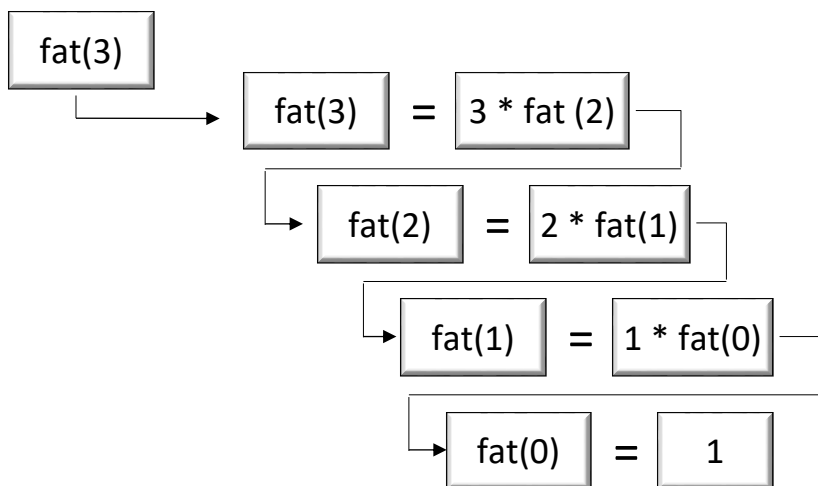 fat(3)
fat(3) = 3 * fat (2)
fat(2) = 2 * fat(1)
fat(1) = 1 * fat(0)
fat(0) = 1